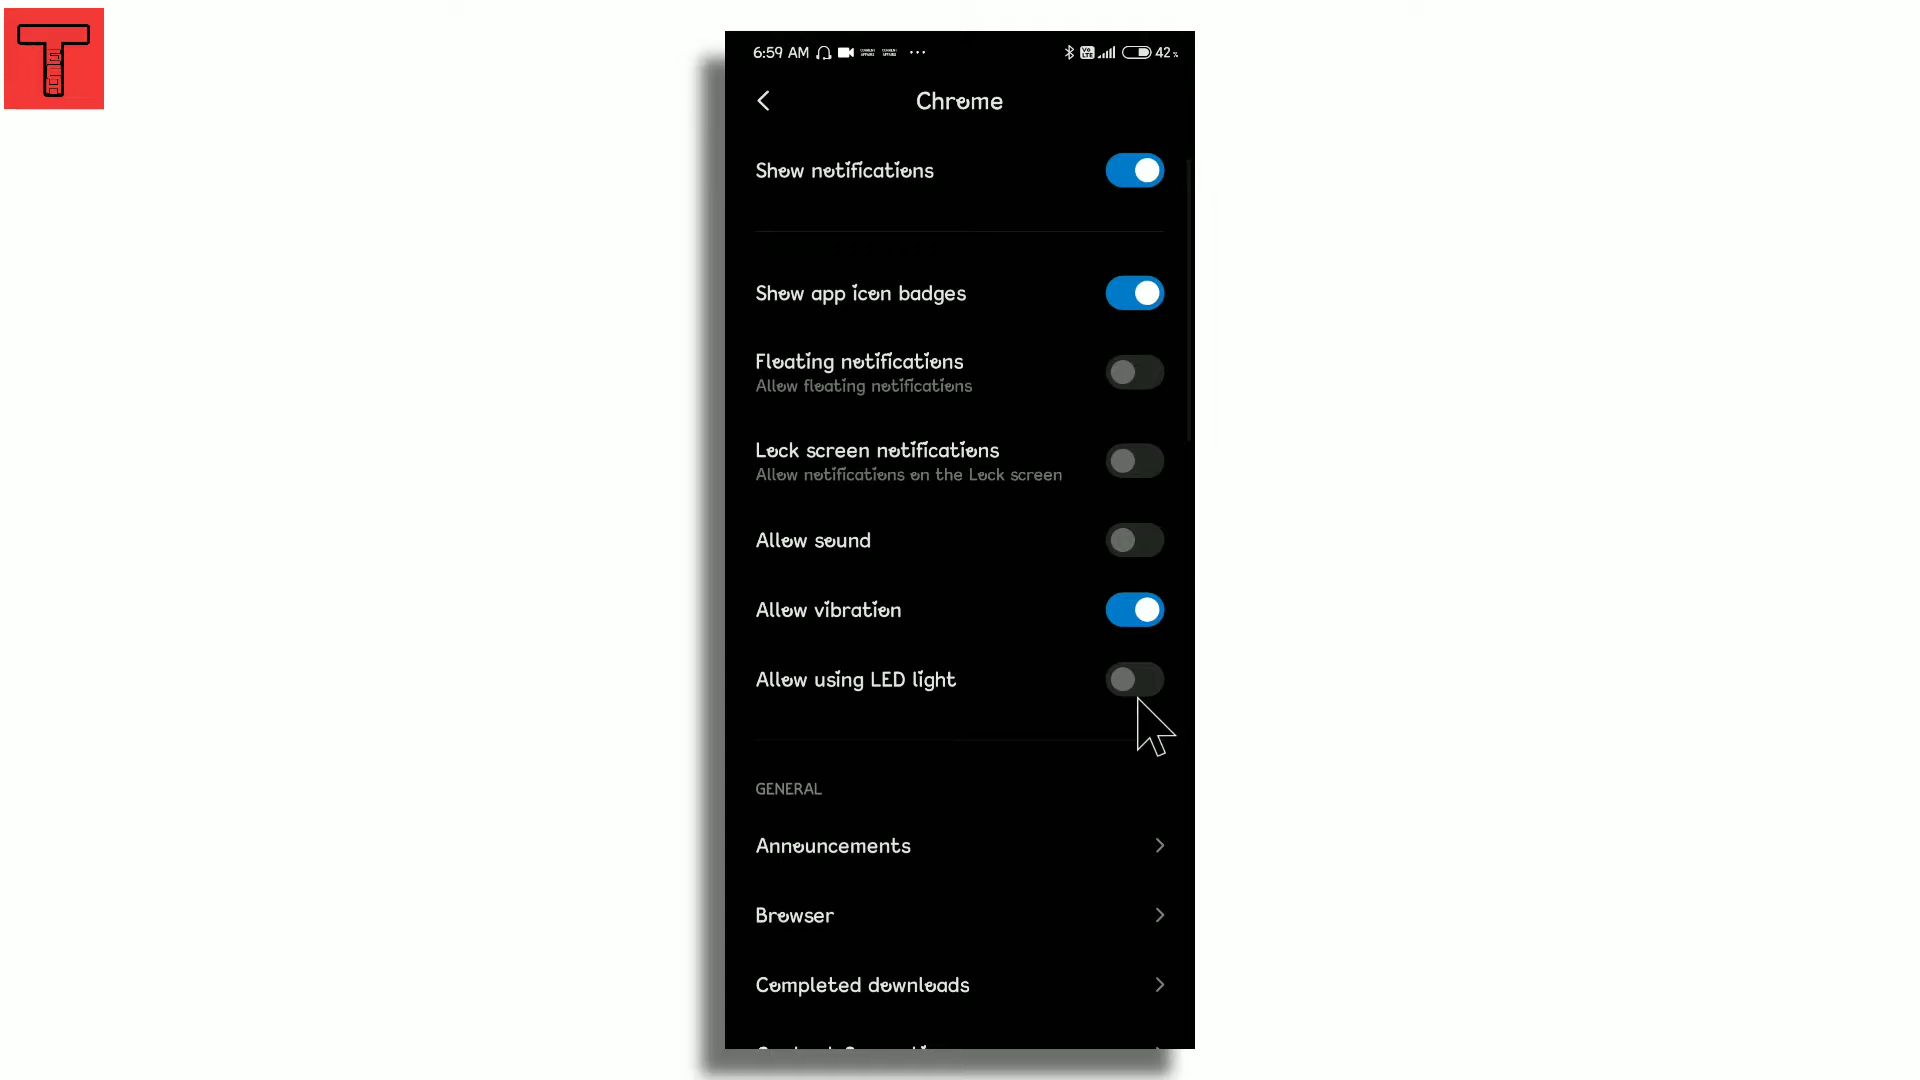 6:59 AM
42%
Chrome
Show notifications
Show app icon badges
Floating notifications
Allow floating notifications
Lock screen notifications
Allow notifications on the Lock screen
Allow sound
Allow vibration
Allow using LED light
GENERAL
Announcements
Browser
Completed downloads